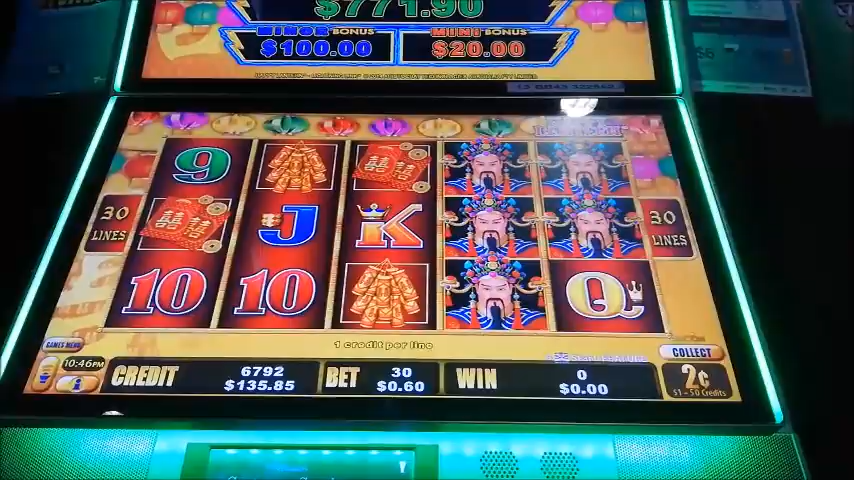 $771.90
MINOR BONUS
$100.00
MINI BONUS
$20.00
9
囍
J
K
囍
10
10
Q
30
LINES
30
LINES
1 credit per line
GAMES MENU
10:46PM
CREDIT
6792
$135.85
BET
30
$0.60
WIN
0
$0.00
COLLECT
2¢
$1 = 50 Credits